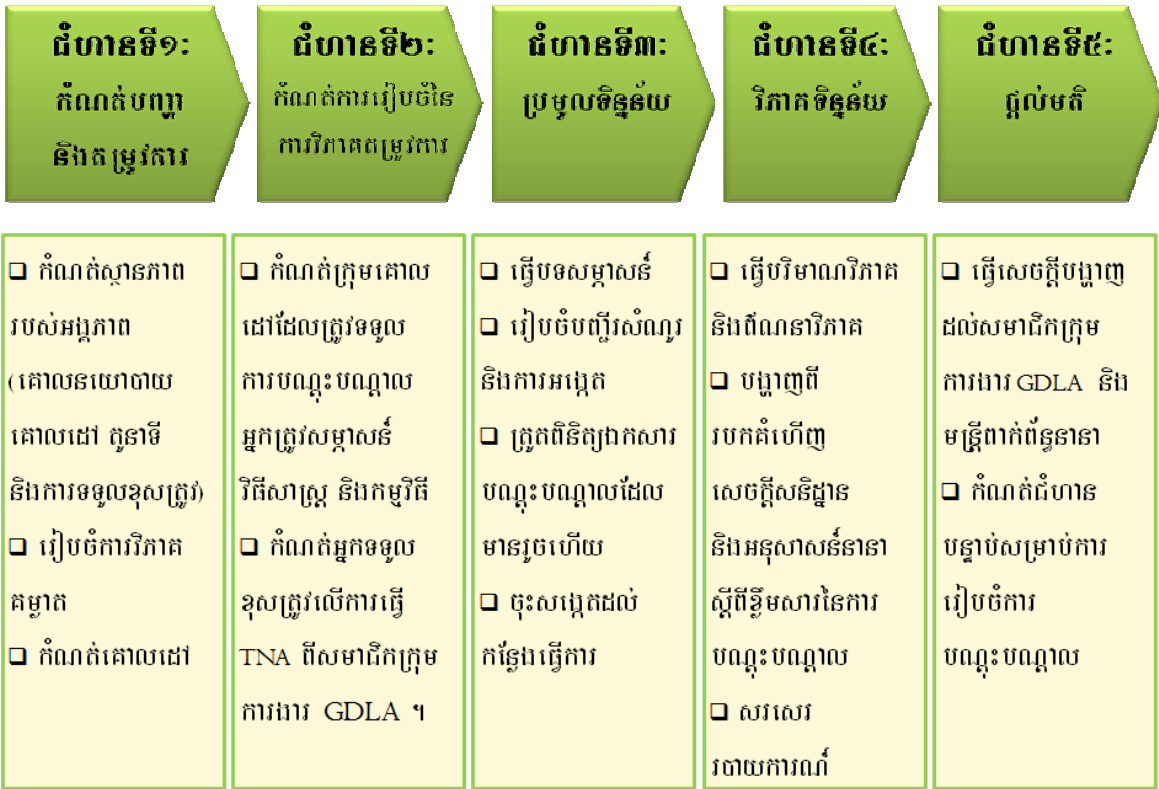 ជំហានទី១:
កំណត់បញ្ហា
និងតម្រូវការ
ជំហានទី២:
កំណត់ការរៀបចំនៃ
ការវិភាគតម្រូវការ
ជំហានទី៣:
ប្រមូលទិន្នន័យ
ជំហានទី៤:
វិភាគទិន្នន័យ
ជំហានទី៥:
ផ្តល់មតិ
❑ កំណត់ស្ថានភាព
របស់អង្គភាព
(គោលនយោបាយ
គោលដៅ តួនាទី
និងការទទួលខុសត្រូវ)
❑ រៀបចំការវិភាគ
គម្លាត
❑ កំណត់គោលដៅ
❑ កំណត់ក្រុមគោល
ដៅដែលត្រូវទទួល
ការបណ្តុះបណ្តាល
អ្នកត្រូវសម្ភាសន៍
វិធីសាស្ត្រ និងកម្មវិធី
❑ កំណត់អ្នកទទួល
ខុសត្រូវលើការធ្វើ
TNA ពីសមាជិកក្រុម
ការងារ GDLA ។
❑ ធ្វើបទសម្ភាសន៍
❑ រៀបចំបញ្ជីរសំណួរ
និងការអង្កេត
❑ ត្រួតពិនិត្យឯកសារ
បណ្តុះបណ្តាលដែល
មានរួចហើយ
❑ ចុះសង្កេតដល់
កន្លែងធ្វើការ
❑ ធ្វើបរិមាណវិភាគ
និងព័ណនាវិភាគ
❑ បង្ហាញពី
របកគំហើញ
សេចក្តីសនិដ្ឋាន
និងអនុសាសន៍នានា
ស្តីពីខ្លឹមសារនៃការ
បណ្តុះបណ្តាល
❑ សរសេរ
របាយការណ៍
❑ ធ្វើសេចក្តីបង្ហាញ
ដល់សមាជិកក្រុម
ការងារ GDLA និង
មន្ត្រីពាក់ព័ន្ធនានា
❑ កំណត់ជំហាន
បន្ទាប់សម្រាប់ការ
រៀបចំការ
បណ្តុះបណ្តាល